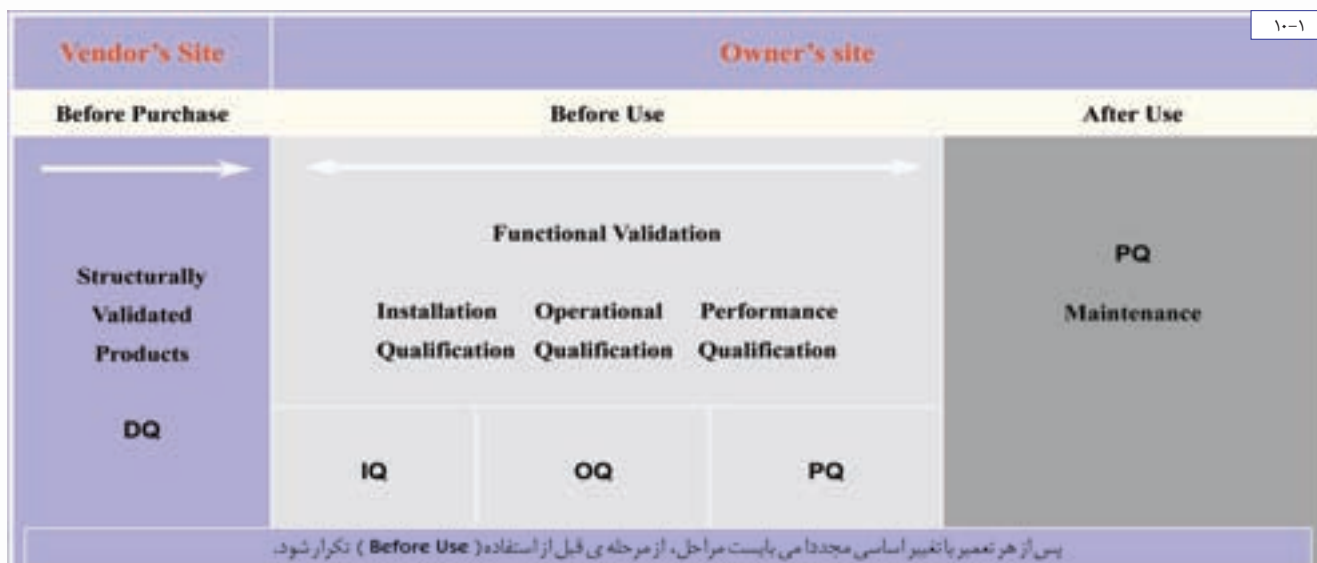 ۱۰-۱
Vendor's Site
Owner's site
Before Purchase
Before Use
After Use
Structurally
Validated
Products
DQ
Functional Validation
Installation Operational Performance
Qualification Qualification Qualification
IQ OQ PQ
PQ
Maintenance
پس از هر تعمیر یا تغییر اساسی مجددا می بایست مراحل، از مرحله ی قبل از استفاده ( Before Use ) تکرار شود.